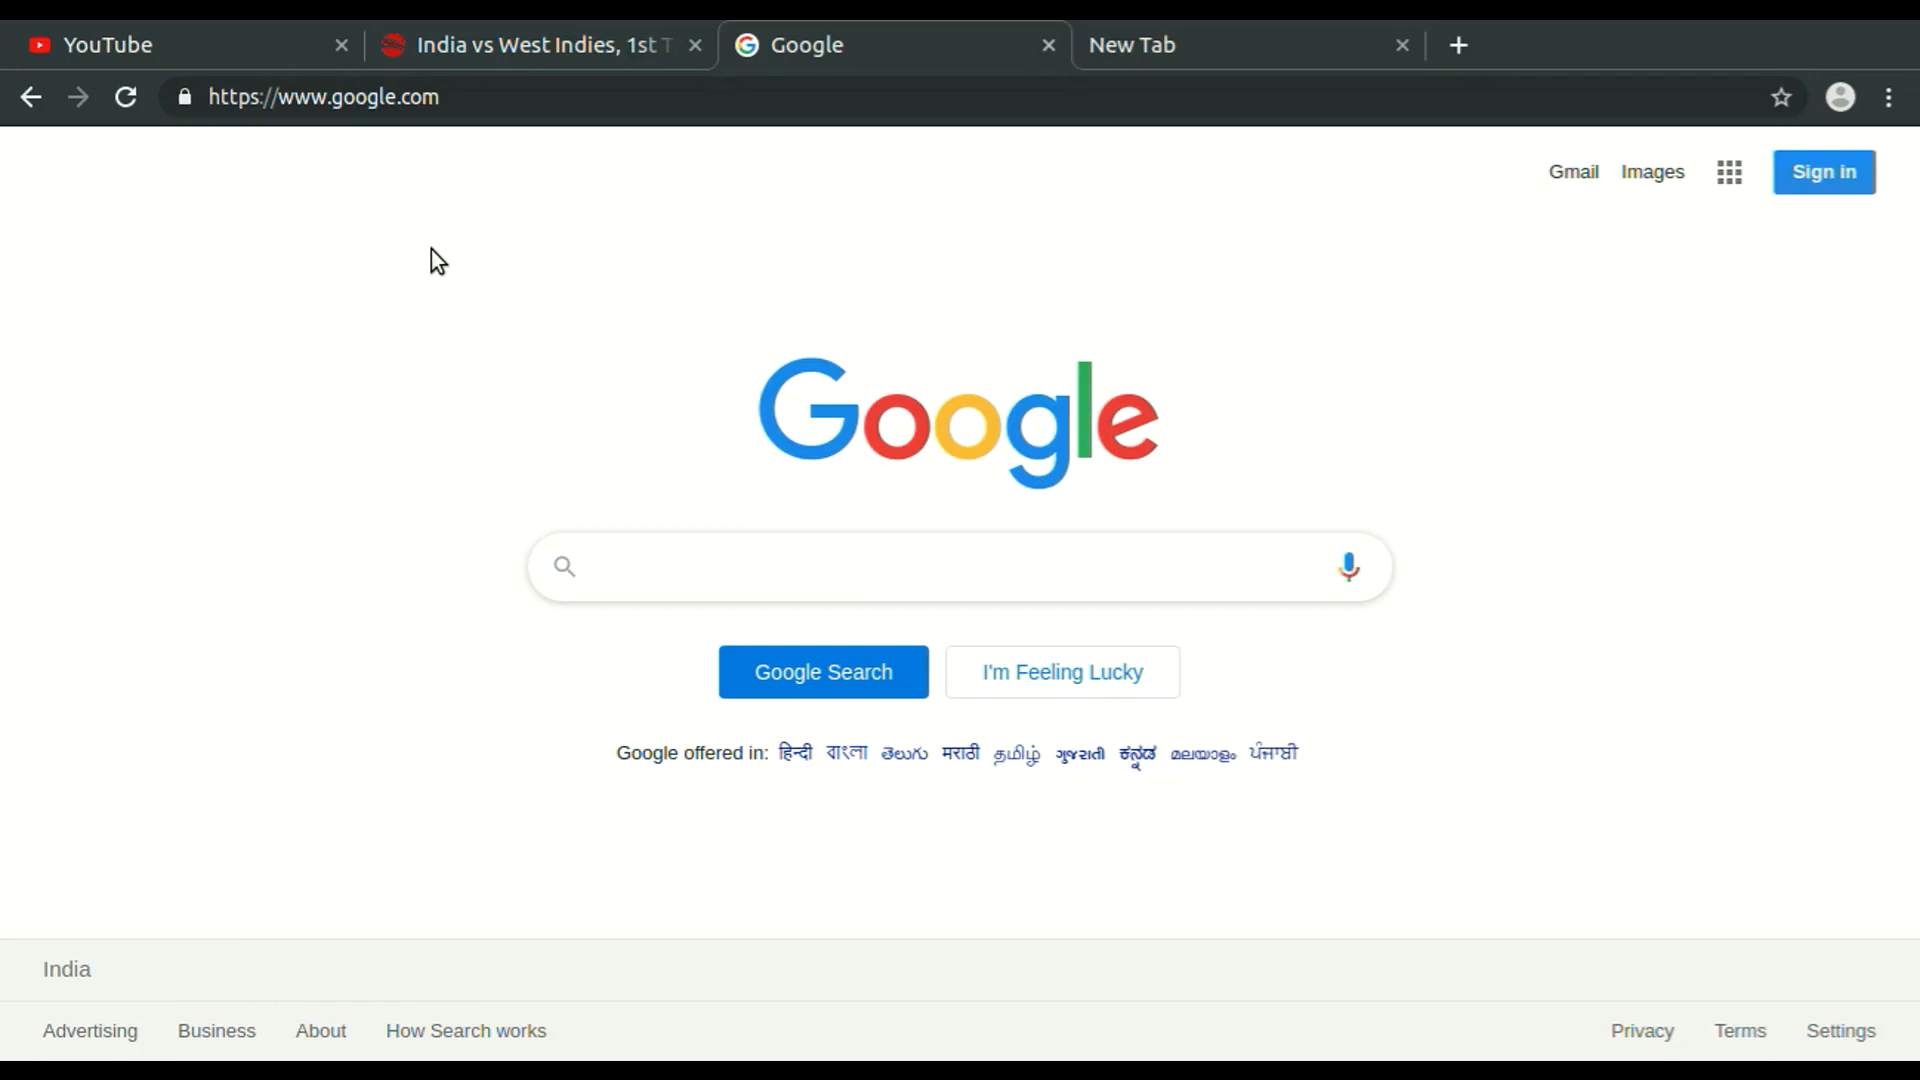 YouTube India vs West Indies, 1st T Google New Tab
https://www.google.com
Gmail Images Sign in
Google
Google Search I'm Feeling Lucky
Google offered in: हिन्दी বাংলা తెలుగు मराठी தமிழ் ગુજરાતી ಕನ್ನಡ മലയാളം ਪੰਜਾਬੀ
India
Advertising Business About How Search works Privacy Terms Settings